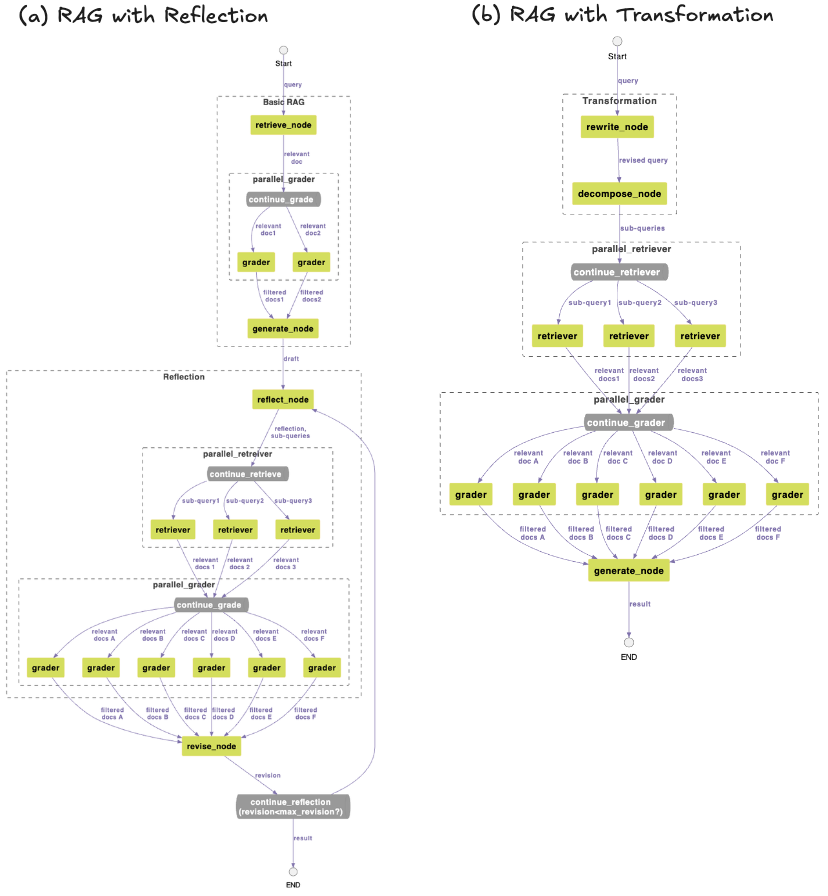 (a) RAG with Reflection
Start
query
Basic RAG
retrieve_node
relevant
doc
parallel_grader
continue_grade
relevant
doc1
relevant
doc2
grader
grader
filtered
docs1
filtered
docs2
generate_node
draft
Reflection
reflect_node
reflection,
sub-queries
parallel_retreiver
continue_retrieve
sub-query1
sub-query2
sub-query3
retriever
retriever
retriever
relevant
docs 1
relevant
docs 2
relevant
docs 3
parallel_grader
continue_grade
relevant
docs A
relevant
docs B
relevant
docs C
relevant
docs D
relevant
docs E
relevant
docs F
grader
grader
grader
grader
grader
grader
filtered
docs A
filtered
docs B
filtered
docs C
filtered
docs D
filtered
docs E
filtered
docs F
revise_node
revision
continue_reflection
(revision<max_revision?)
result
END
(b) RAG with Transformation
Start
query
Transformation
rewrite_node
revised query
decompose_node
sub-queries
parallel_retriever
continue_retriever
sub-query1
sub-query2
sub-query3
retriever
retriever
retriever
relevant
docs1
relevant
docs2
relevant
docs3
parallel_grader
continue_grader
relevant
doc A
relevant
doc B
relevant
doc C
relevant
doc D
relevant
doc E
relevant
doc F
grader
grader
grader
grader
grader
grader
filtered
docs A
filtered
docs B
filtered
docs C
filtered
docs D
filtered
docs E
filtered
docs F
generate_node
result
END